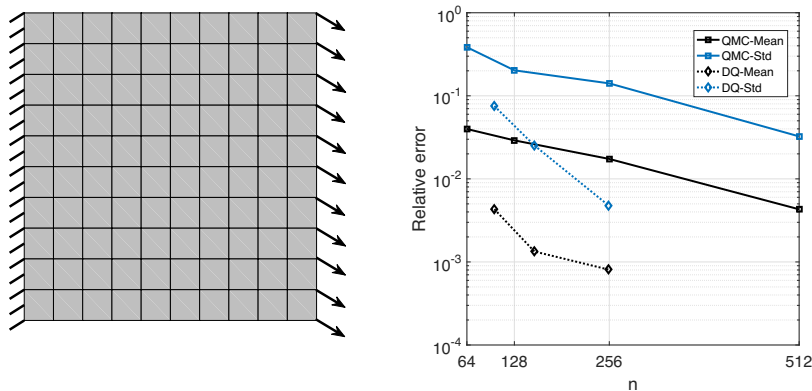 10^0
10^-1
10^-2
10^-3
10^-4
Relative error
QMC-Mean
QMC-Std
DQ-Mean
DQ-Std
64 128 256 512
n